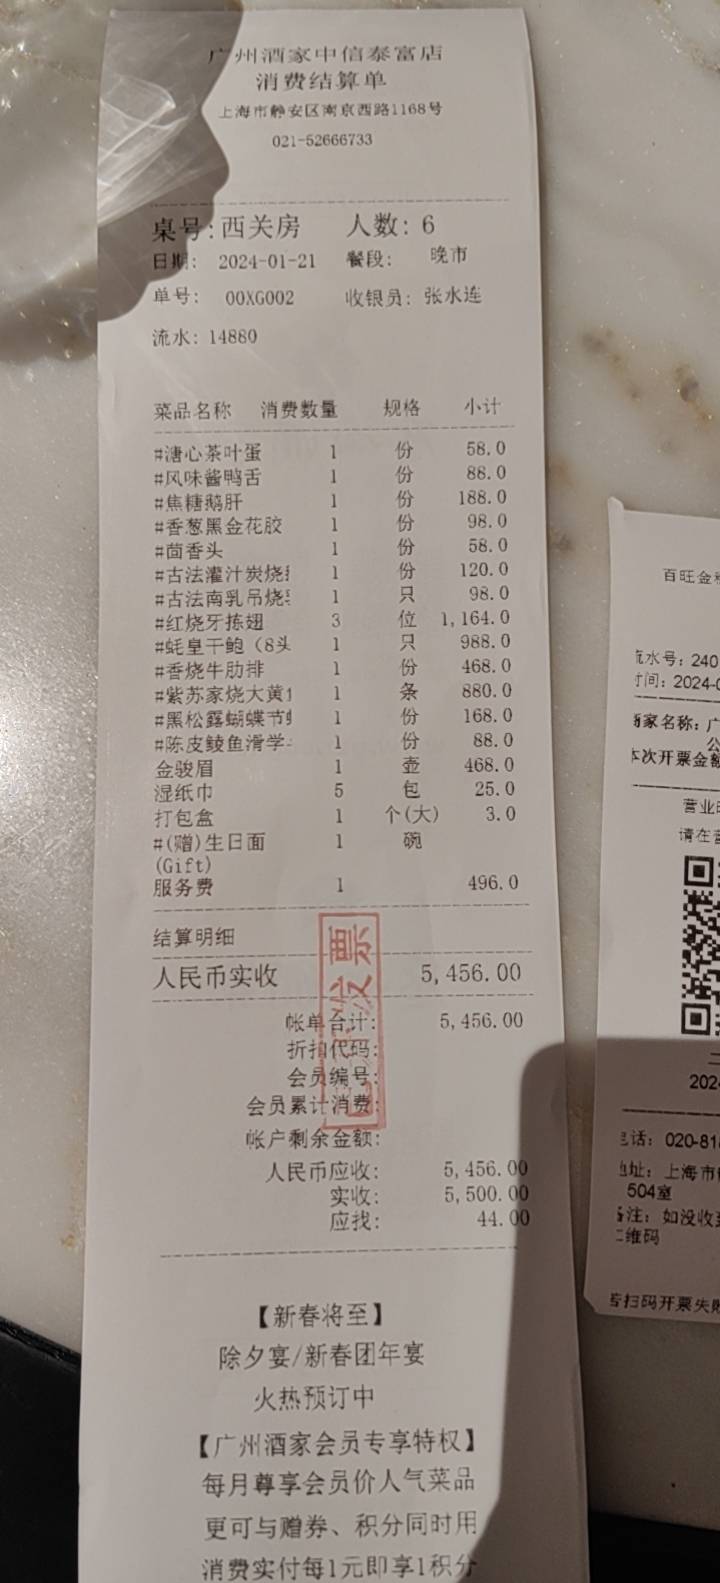 广州酒家中信泰富店
消费结算单
上海市静安区南京西路1168号
021-52666733
桌号:西关房 人数: 6
日期: 2024-01-21 餐段: 晚市
单号: 00XG002 收银员: 张水连
流水: 14880
菜品名称 消费数量 规格 小计
#溏心茶叶蛋 1 份 58.0
#风味酱鸭舌 1 份 88.0
#焦糖鹅肝 1 份 188.0
#香葱黑金花胶 1 份 98.0
#茴香头 1 份 58.0
#古法灌汁炭烧 1 份 120.0
#古法南乳吊烧 1 只 98.0
#红烧牙拣翅 3 位 1,164.0
#蚝皇干鲍（8头 1 只 988.0
#香烧牛肋排 1 份 468.0
#紫苏家烧大黄 1 条 880.0
#黑松露蝴蝶节 1 份 168.0
#陈皮鲮鱼滑学 1 份 88.0
金骏眉 1 壶 468.0
湿纸巾 5 包 25.0
打包盒 1 个(大) 3.0
#(赠)生日面 1 碗
(Gift)
服务费 1 496.0
结算明细
人民币实收 5,456.00
帐单合计: 5,456.00
折扣代码:
会员编号:
会员累计消费:
帐户剩余金额:
人民币应收: 5,456.00
实收: 5,500.00
应找: 44.00
发票
【新春将至】
除夕宴/新春团年宴
火热预订中
【广州酒家会员专享特权】
每月尊享会员价人气菜品
更可与赠券、积分同时用
消费实付每1元即享1积分
百旺金
流水号: 240
时间: 2024-0
商家名称: 广
公
本次开票金额
营业
请在
2024
电话: 020-81
地址: 上海市
504室
备注: 如没收
二维码
扫码开票失败